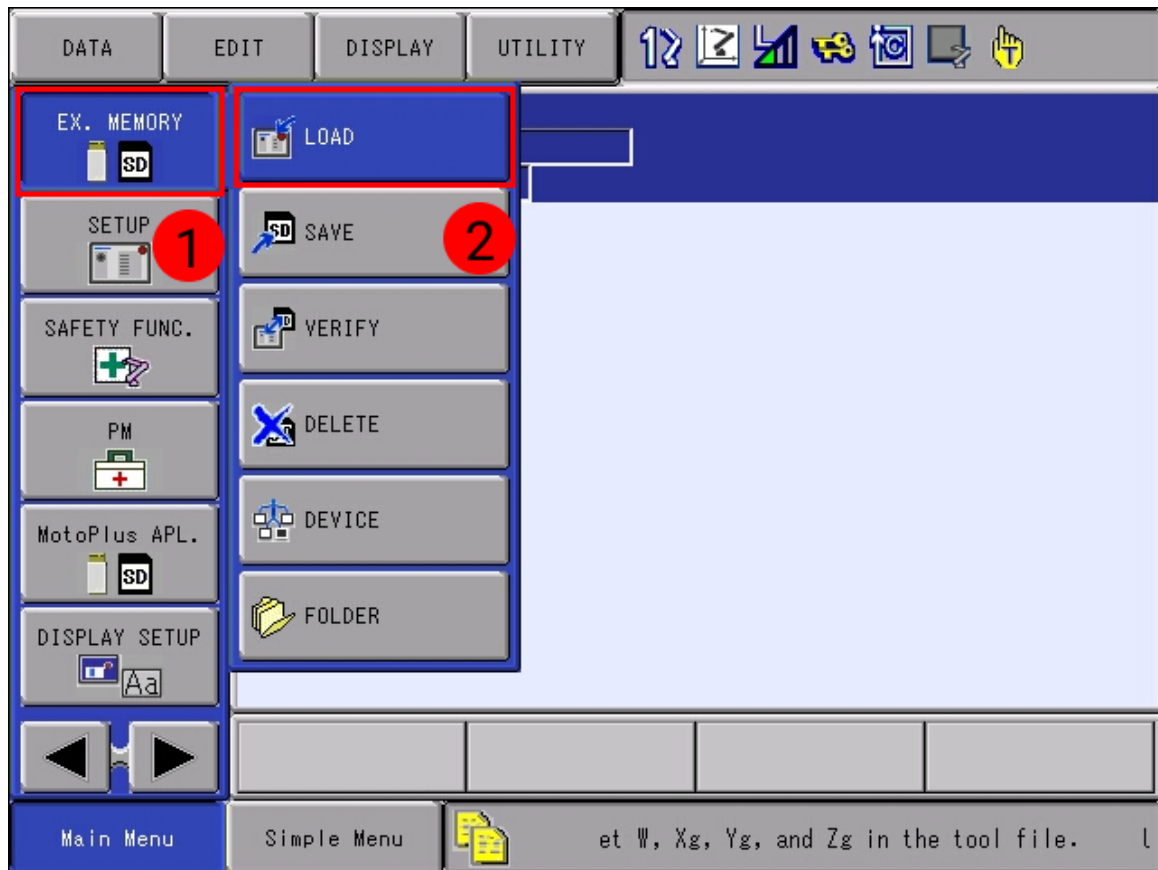 DATA
EDIT
DISPLAY
UTILITY
EX. MEMORY
SD
LOAD
SETUP
1
SD
SAVE
2
SAFETY FUNC.
VERIFY
PM
DELETE
MotoPlus APL.
SD
DEVICE
DISPLAY SETUP
Aa
FOLDER
Main Menu
Simple Menu
et W, Xg, Yg, and Zg in the tool file.